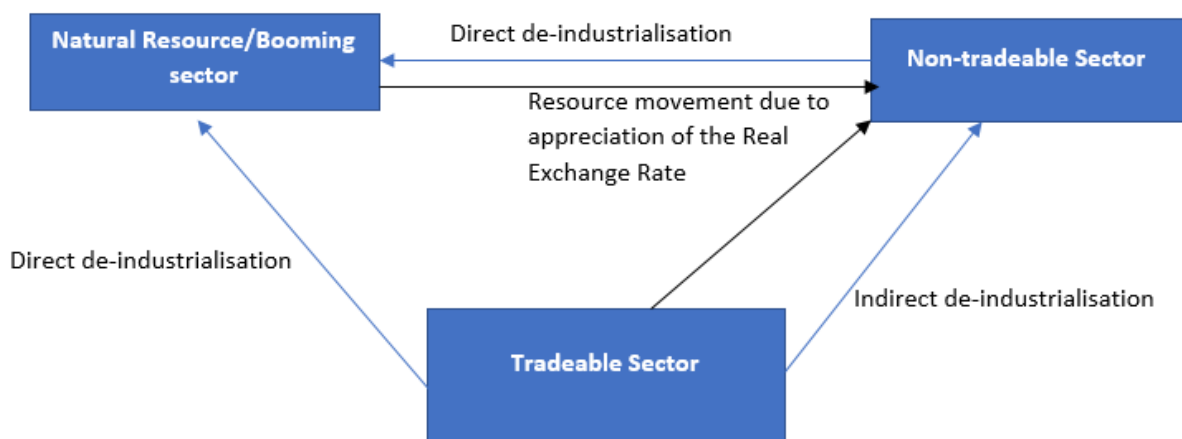 Natural Resource/Booming
sector
Direct de-industrialisation
Non-tradeable Sector
Resource movement due to
appreciation of the Real
Exchange Rate
Direct de-industrialisation
Indirect de-industrialisation
Tradeable Sector